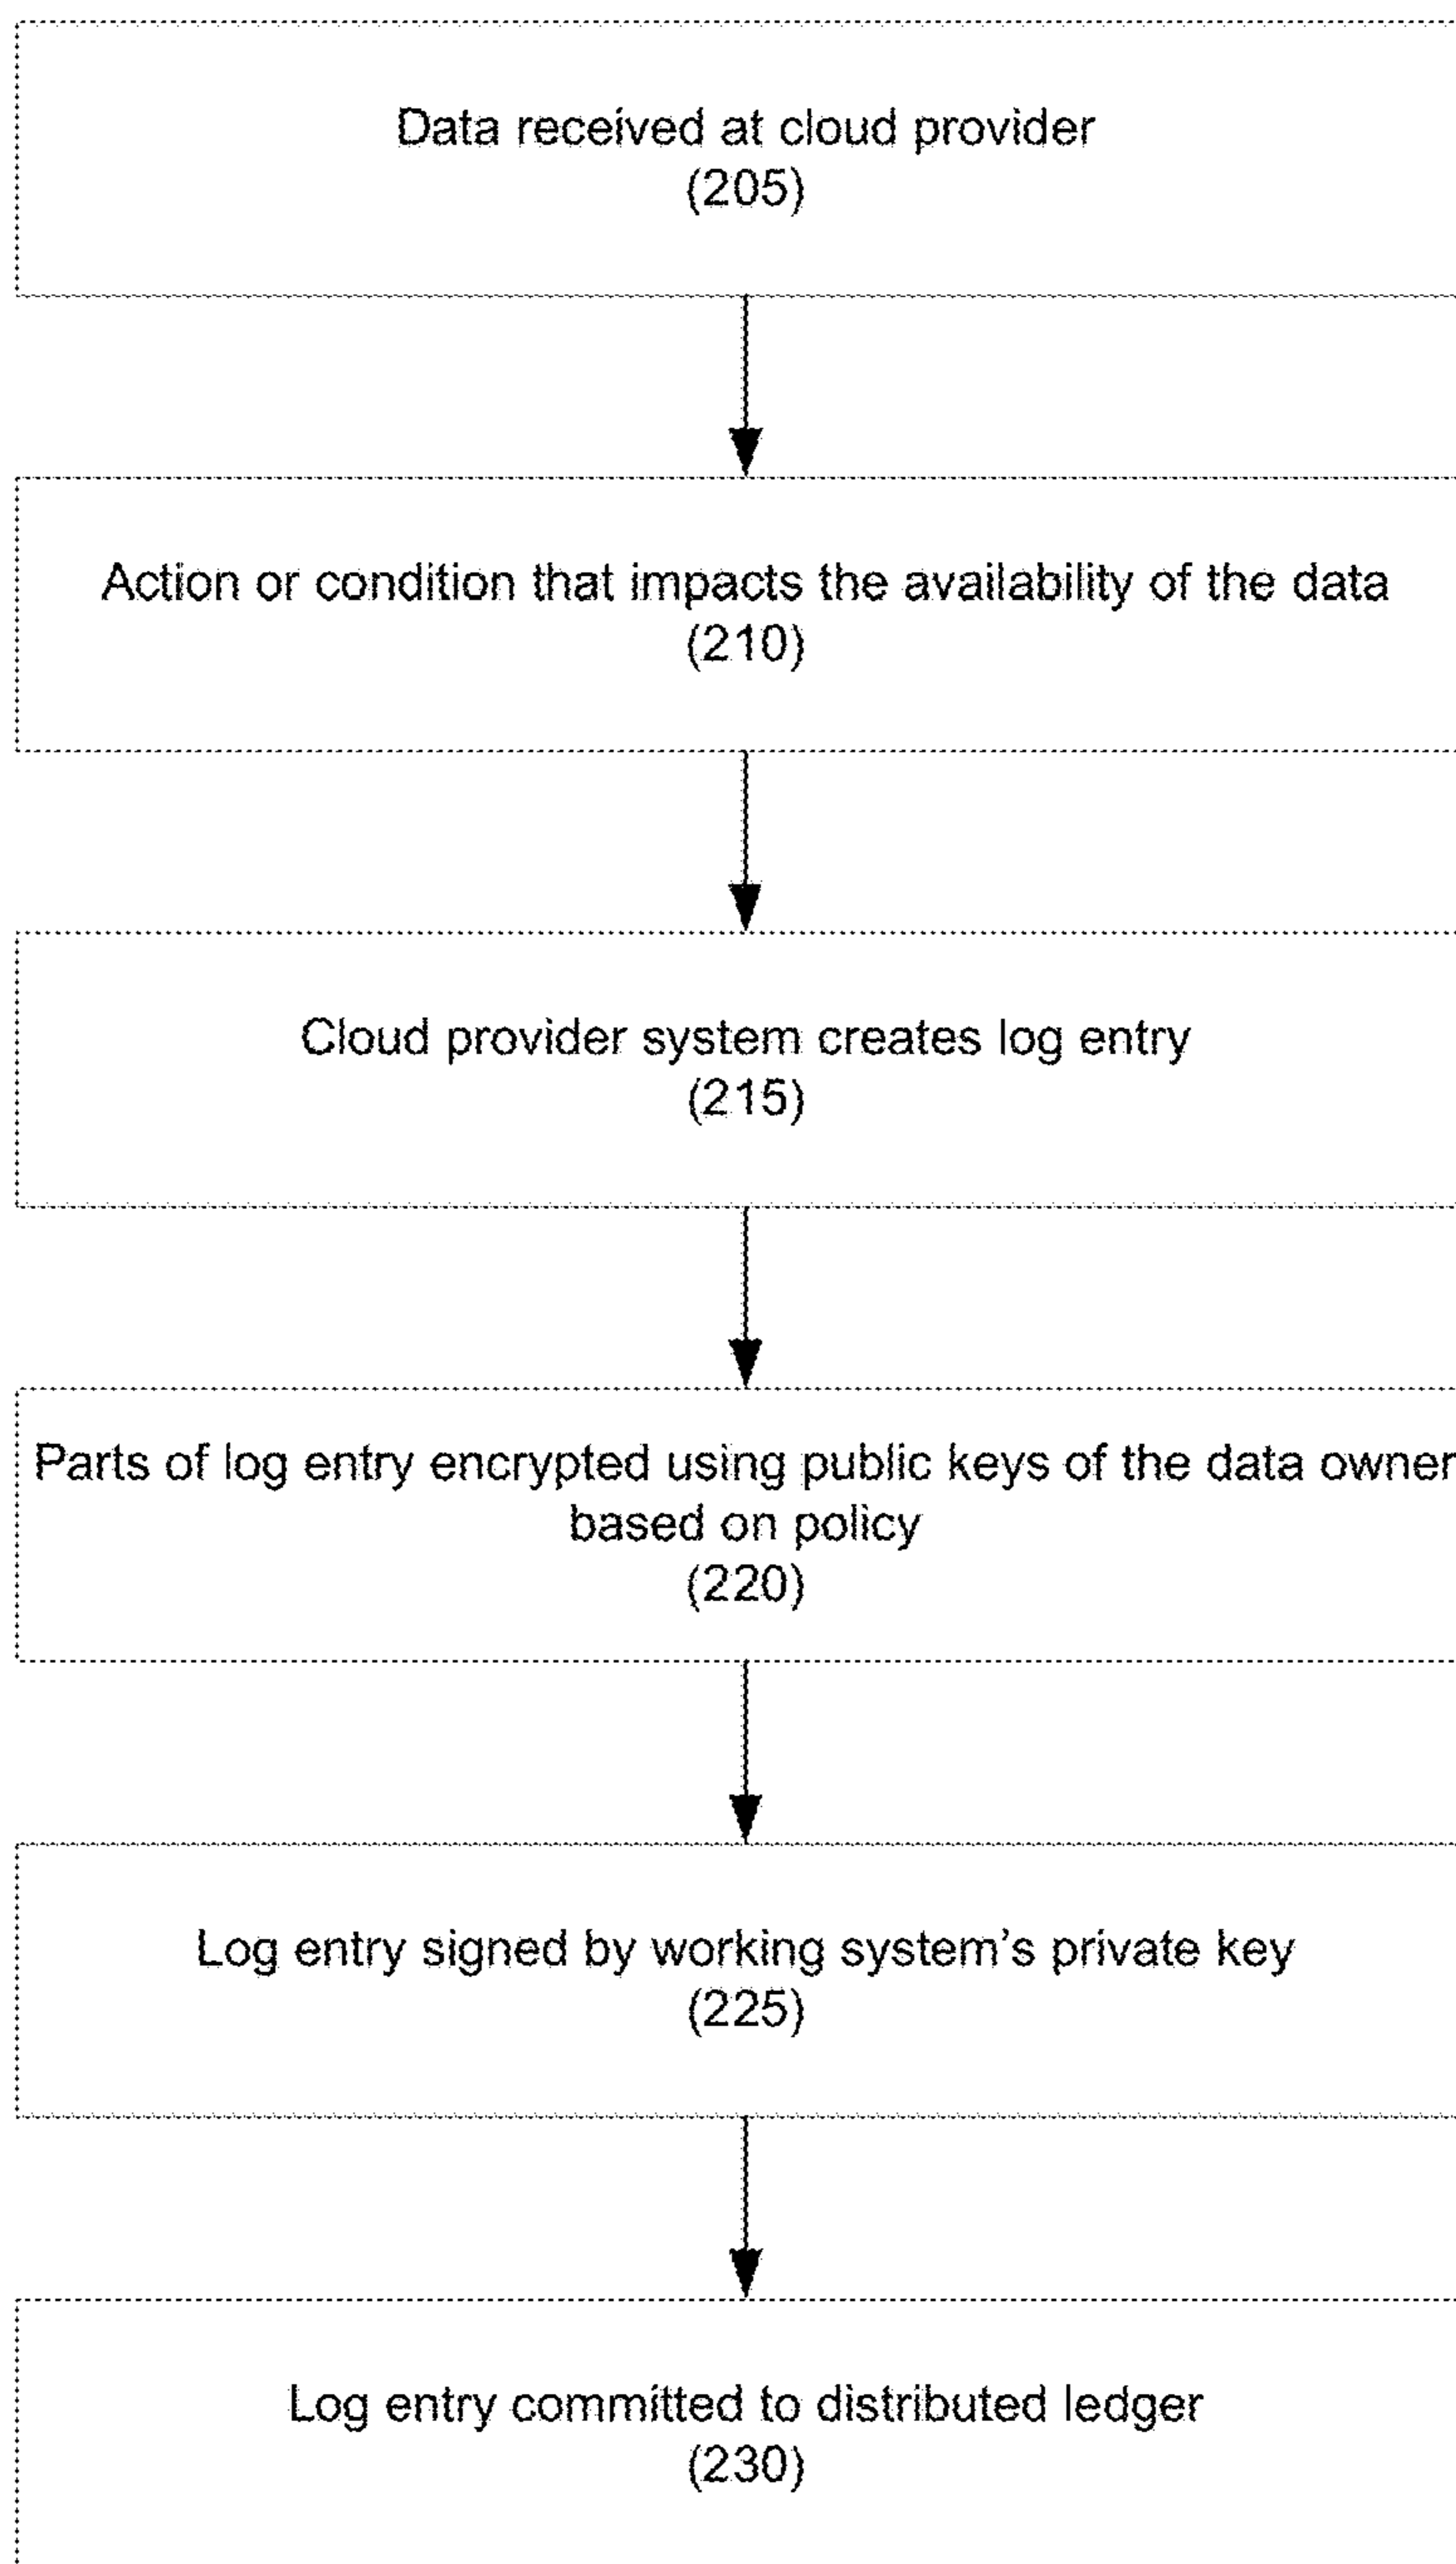 Data received at cloud provider
(205)
Action or condition that impacts the availability of the data
(210)
Cloud provider system creates log entry
(215)
Parts of log entry encrypted using public keys of the data owner
based on policy
(220)
Log entry signed by working system's private key
(225)
Log entry committed to distributed ledger
(230)